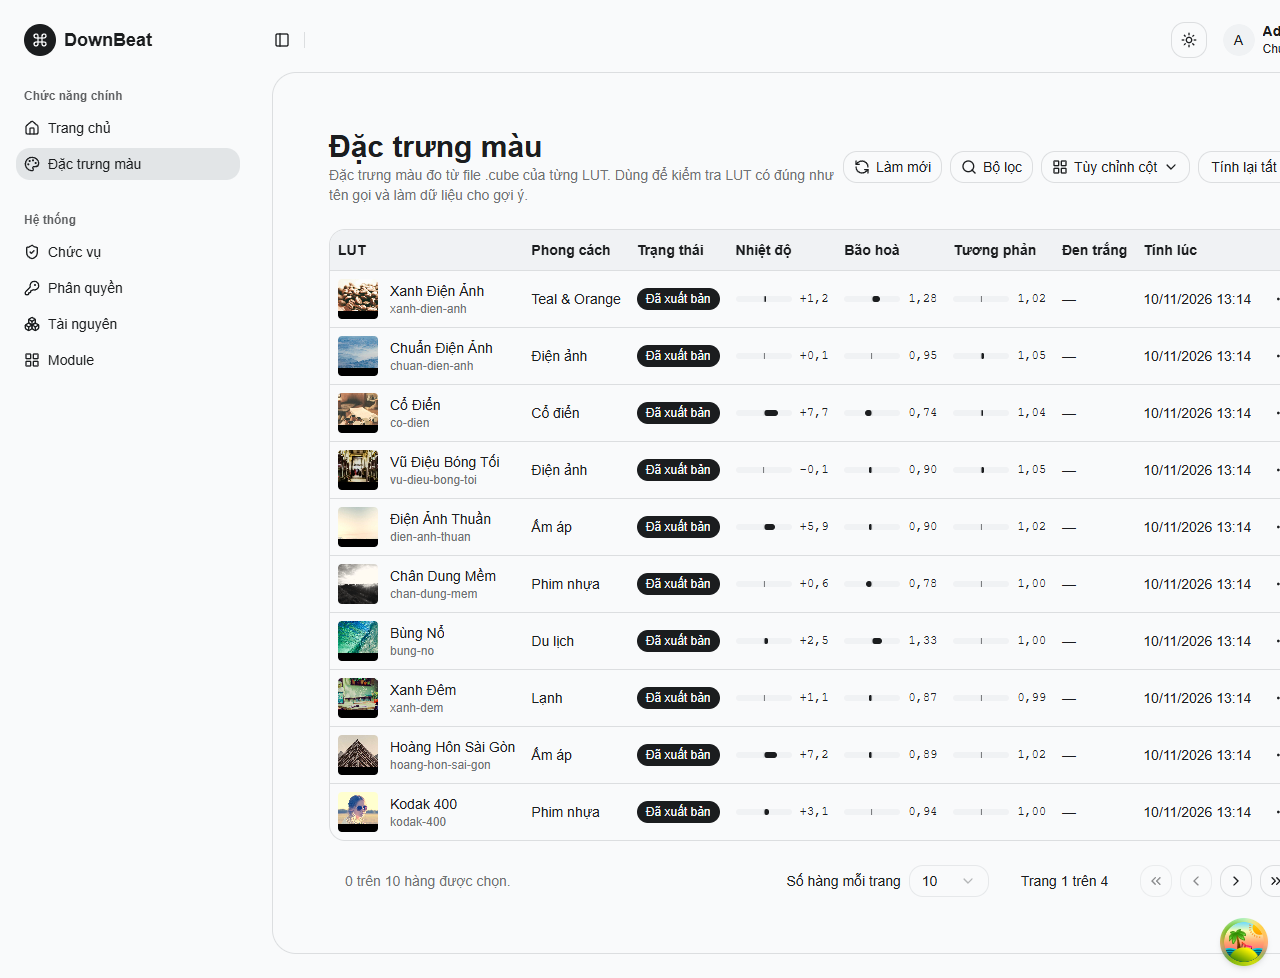 DownBeat
A
Ad
Chu
Chức năng chính
Trang chủ
Đặc trưng màu
Hệ thống
Chức vụ
Phân quyền
Tài nguyên
Module
Đặc trưng màu
Đặc trưng màu đo từ file .cube của từng LUT. Dùng để kiểm tra LUT có đúng như
tên gọi và làm dữ liệu cho gợi ý.
Làm mới
Bộ lọc
Tùy chỉnh cột
Tính lại tất
LUT Phong cách Trạng thái Nhiệt độ Bão hoà Tương phản Đen trắng Tính lúc
Xanh Điện Ảnh
xanh-dien-anh
Teal & Orange Đã xuất bản +1,2 1,28 1,02 — 10/11/2026 13:14
Chuẩn Điện Ảnh
chuan-dien-anh
Điện ảnh Đã xuất bản +0,1 0,95 1,05 — 10/11/2026 13:14
Cổ Điển
co-dien
Cổ điển Đã xuất bản +7,7 0,74 1,04 — 10/11/2026 13:14
Vũ Điệu Bóng Tối
vu-dieu-bong-toi
Điện ảnh Đã xuất bản −0,1 0,90 1,05 — 10/11/2026 13:14
Điện Ảnh Thuần
dien-anh-thuan
Ấm áp Đã xuất bản +5,9 0,90 1,02 — 10/11/2026 13:14
Chân Dung Mềm
chan-dung-mem
Phim nhựa Đã xuất bản +0,6 0,78 1,00 — 10/11/2026 13:14
Bùng Nổ
bung-no
Du lịch Đã xuất bản +2,5 1,33 1,00 — 10/11/2026 13:14
Xanh Đêm
xanh-dem
Lạnh Đã xuất bản +1,1 0,87 0,99 — 10/11/2026 13:14
Hoàng Hôn Sài Gòn
hoang-hon-sai-gon
Ấm áp Đã xuất bản +7,2 0,89 1,02 — 10/11/2026 13:14
Kodak 400
kodak-400
Phim nhựa Đã xuất bản +3,1 0,94 1,00 — 10/11/2026 13:14
0 trên 10 hàng được chọn.
Số hàng mỗi trang
10
Trang 1 trên 4